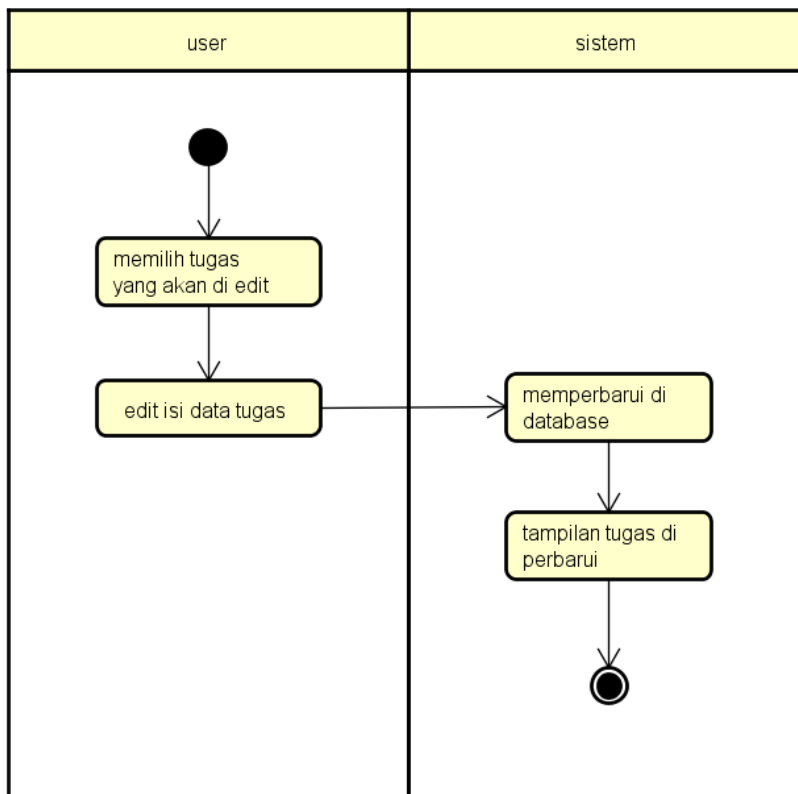 user
sistem
memilih tugas
yang akan di edit
edit isi data tugas
memperbarui di
database
tampilan tugas di
perbarui